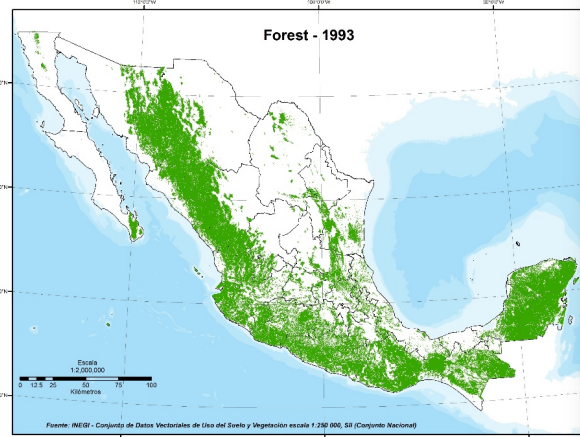 Forest - 1993
Escala
1:2,000,000
0 12.5 25 50 75 100
Kilómetros
Fuente: INEGI - Conjunto de Datos Vectoriales de Uso del Suelo y Vegetación escala 1:250 000, SII (Conjunto Nacional)